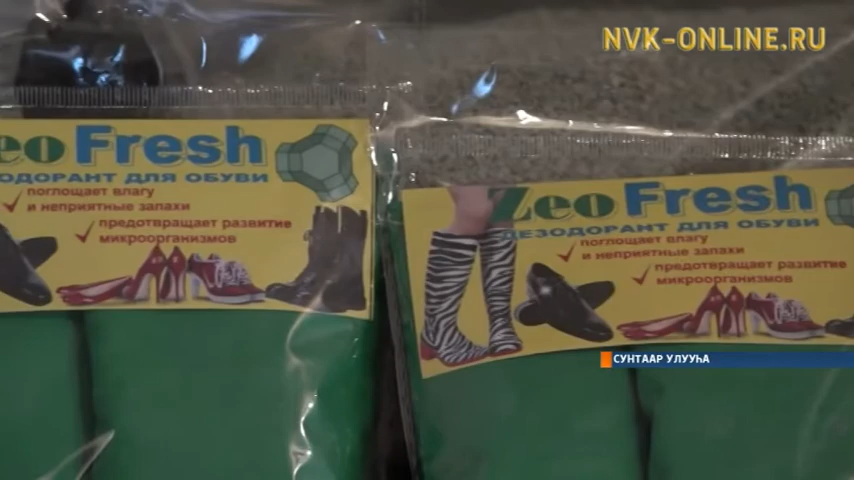 NVK-ONLINE.RU
eo Fresh
ЗОДОРАНТ ДЛЯ ОБУВИ
поглощает влагу
и неприятные запахи
предотвращает развитие
микроорганизмов
Zeo Fresh
ДЕЗОДОРАНТ ДЛЯ ОБУВИ
поглощает влагу
и неприятные запахи
предотвращает развитие
микроорганизмов
СУНТААР УЛУУҺА